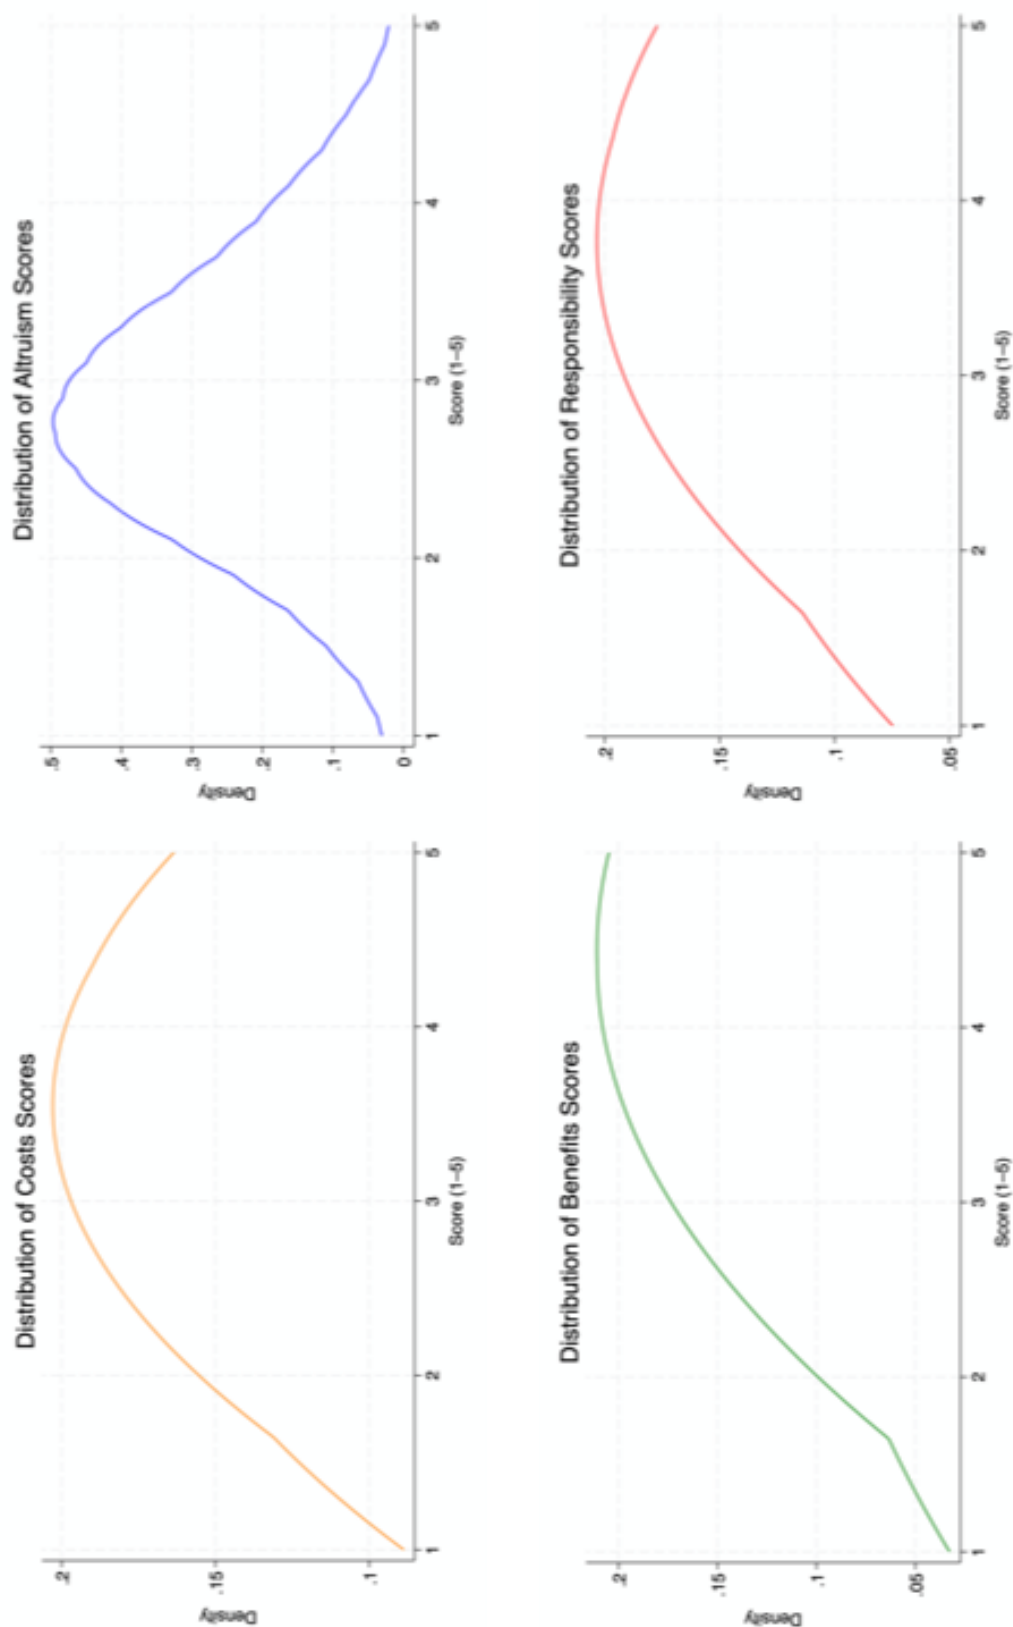 Distribution of Costs Scores
Density
.2
.15
.1
1 2 3 4 5
Score (1–5)
Distribution of Altruism Scores
Density
.5
.4
.3
.2
.1
0
1 2 3 4 5
Score (1–5)
Distribution of Benefits Scores
Density
.2
.15
.1
.05
1 2 3 4 5
Score (1–5)
Distribution of Responsibility Scores
Density
.2
.15
.1
.05
1 2 3 4 5
Score (1–5)